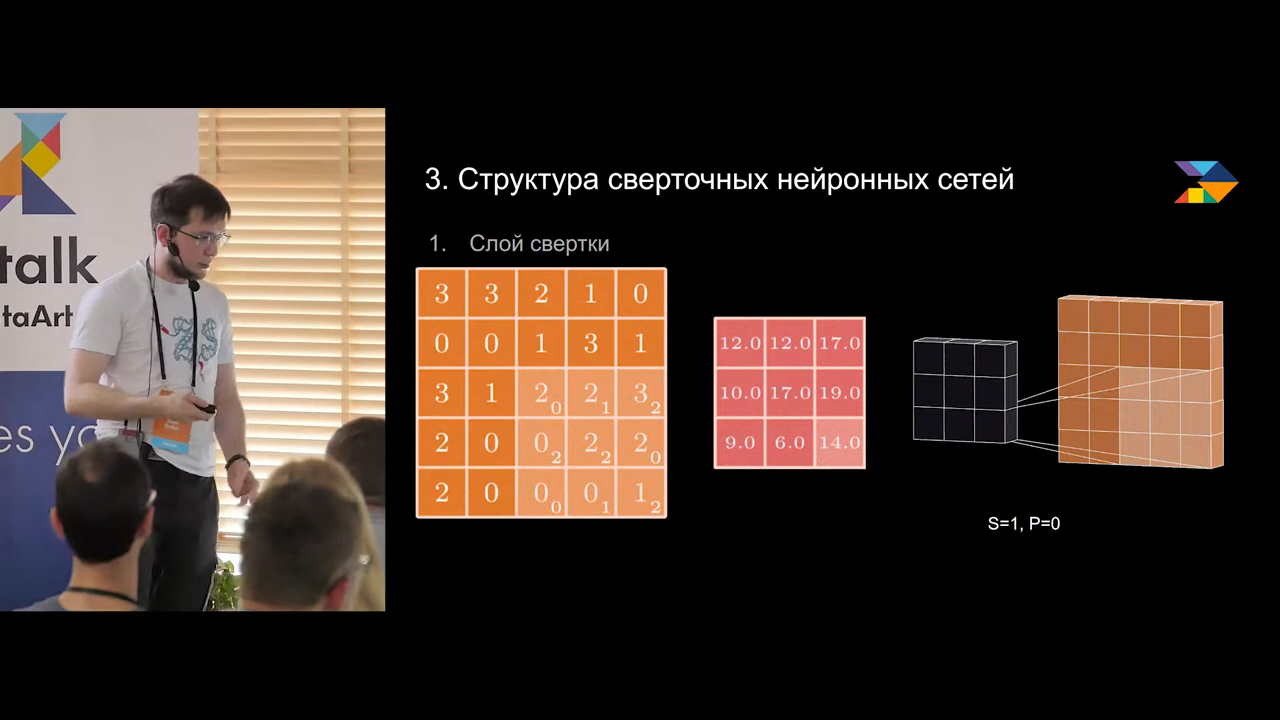 talk
taArt
es yo
3. Структура сверточных нейронных сетей
1. Слой свертки
3 3 2 1 0
0 0 1 3 1
3 1 2 0 2 1 3 2
2 0 0 2 2 2 2 0
2 0 0 0 0 1 1 2
12.0 12.0 17.0
10.0 17.0 19.0
9.0 6.0 14.0
S=1, P=0